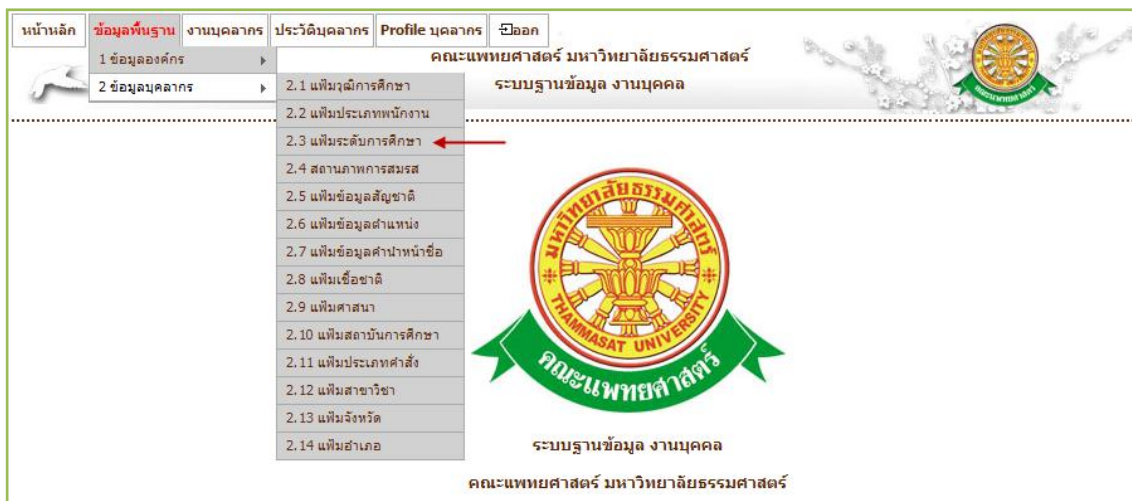 หน้าหลัก ข้อมูลพื้นฐาน งานบุคลากร ประวัติบุคลากร Profile บุคลากร ออก
1 ข้อมูลองค์กร
2 ข้อมูลบุคลากร
คณะแพทยศาสตร์ มหาวิทยาลัยธรรมศาสตร์
ระบบฐานข้อมูล งานบุคคล
2.1 แฟ้มวุฒิการศึกษา
2.2 แฟ้มประเภทพนักงาน
2.3 แฟ้มระดับการศึกษา
2.4 สถานภาพการสมรส
2.5 แฟ้มข้อมูลสัญชาติ
2.6 แฟ้มข้อมูลตำแหน่ง
2.7 แฟ้มข้อมูลคำนำหน้าชื่อ
2.8 แฟ้มเชื้อชาติ
2.9 แฟ้มศาสนา
2.10 แฟ้มสถาบันการศึกษา
2.11 แฟ้มประเภทคำสั่ง
2.12 แฟ้มสาขาวิชา
2.13 แฟ้มจังหวัด
2.14 แฟ้มอำเภอ
มหาวิทยาลัยธรรมศาสตร์
THAMMASAT UNIVERSITY
คณะแพทยศาสตร์
ระบบฐานข้อมูล งานบุคคล
คณะแพทยศาสตร์ มหาวิทยาลัยธรรมศาสตร์